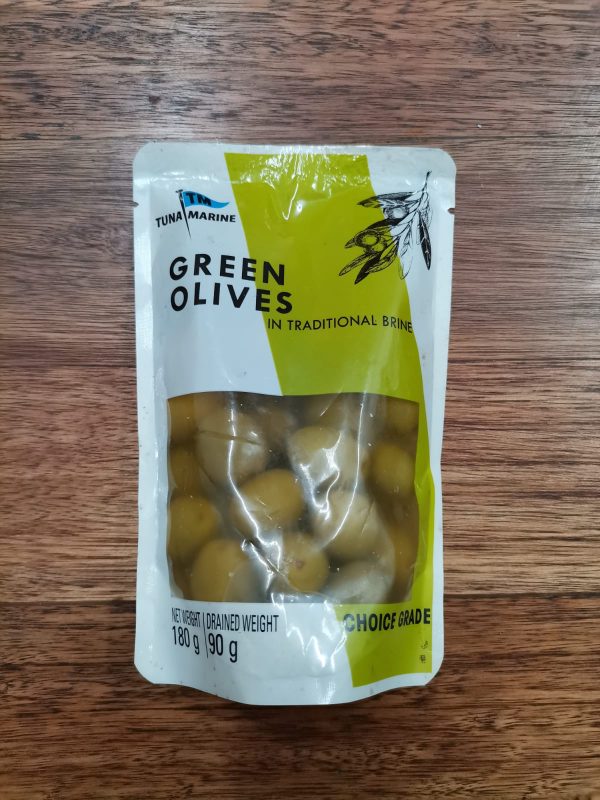 TM
TUNA MARINE
GREEN
OLIVES
IN TRADITIONAL BRINE
NET WEIGHT DRAINED WEIGHT
180 g 90 g
CHOICE GRADE